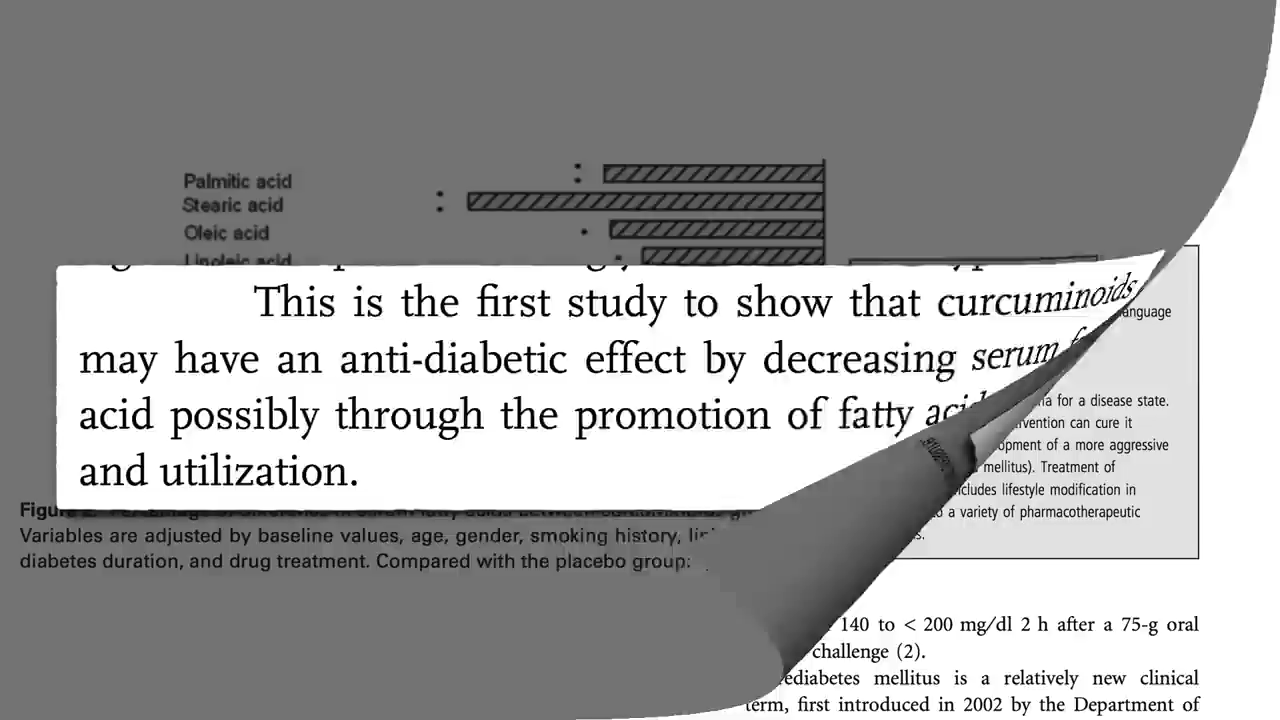 Palmitic acid
Stearic acid
Oleic acid
Linoleic acid
This is the first study to show that curcuminoids
may have an anti-diabetic effect by decreasing serum
acid possibly through the promotion of fatty acid
and utilization.
Variables are adjusted by baseline values, age, gender, smoking history,
diabetes duration, and drug treatment. Compared with the placebo group:
language
for a disease state.
can cure it
of a more aggressive
mellitus). Treatment of
lifestyle modification in
a variety of pharmacotherapeutic
140 to < 200 mg/dl 2 h after a 75-g oral
challenge (2).
mellitus is a relatively new clinical
term, first introduced in 2002 by the Department of